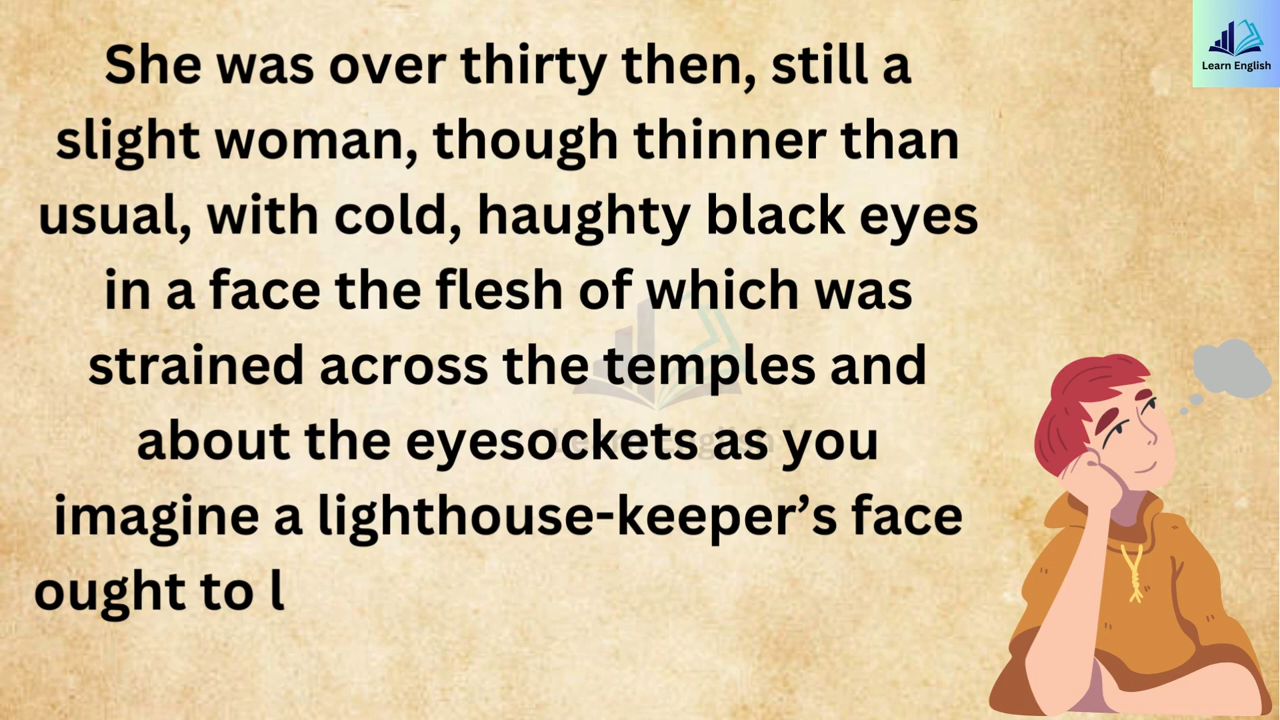 Learn English
She was over thirty then, still a
slight woman, though thinner than
usual, with cold, haughty black eyes
in a face the flesh of which was
strained across the temples and
about the eyesockets as you
imagine a lighthouse-keeper’s face
ought to l
Learn English